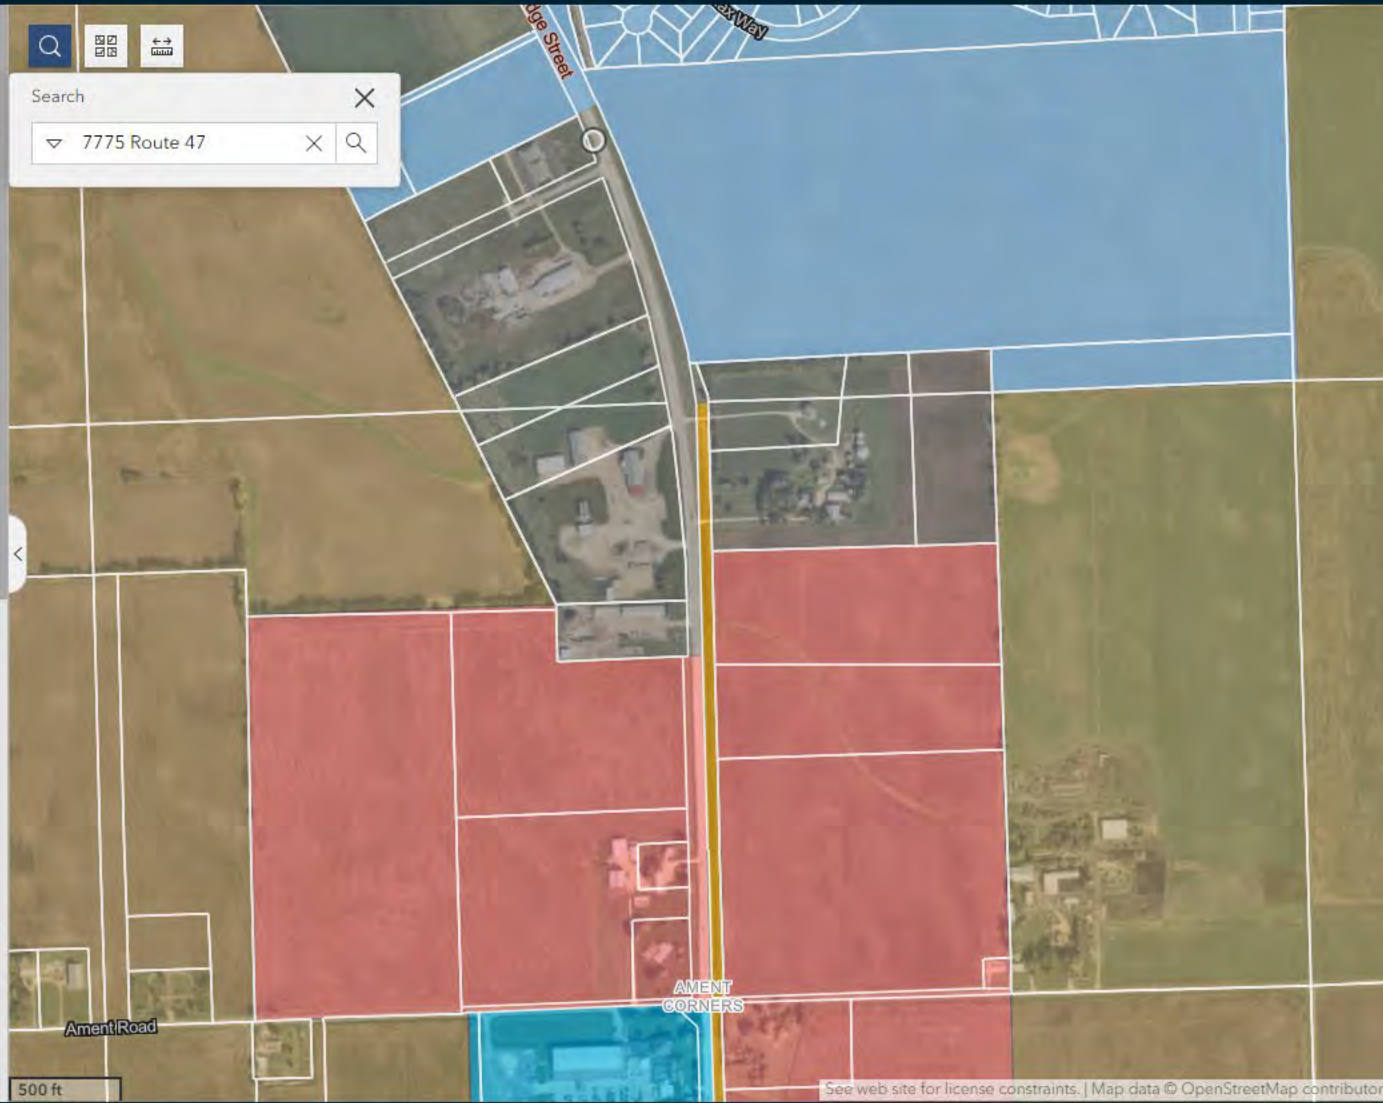 Search
7775 Route 47
dge Street
ax Way
AMENT
CORNERS
Ament Road
500 ft
See web site for license constraints. | Map data © OpenStreetMap contributor